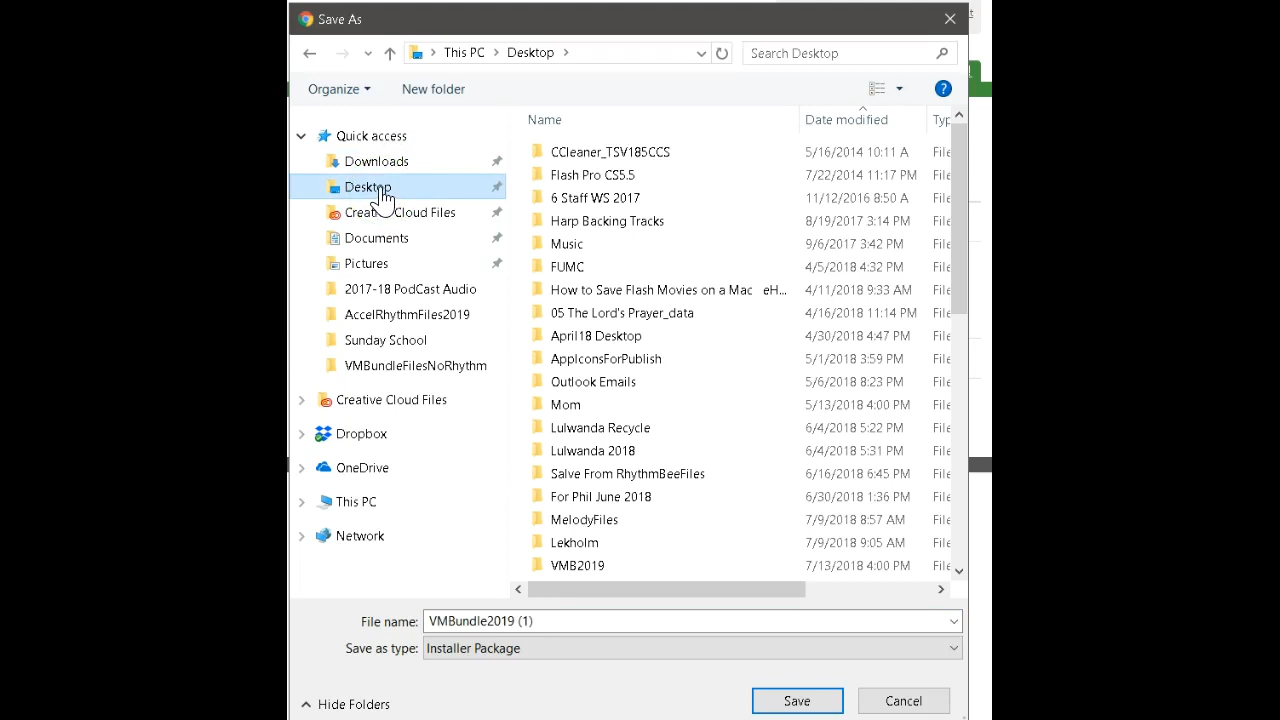 Save As
This PC Desktop
Search Desktop
Organize New folder
Name Date modified
Quick access
Downloads
Desktop
Creative Cloud Files
Documents
Pictures
2017-18 PodCast Audio
AccelRhythmFiles2019
Sunday School
VMBundleFilesNoRhythm
Creative Cloud Files
Dropbox
OneDrive
This PC
Network
CCleaner_TSV185CCS 5/16/2014 10:11 A File
Flash Pro CS5.5 7/22/2014 11:17 PM File
6 Staff WS 2017 11/12/2016 8:50 A File
Harp Backing Tracks 8/19/2017 3:14 PM File
Music 9/6/2017 3:42 PM File
FUMC 4/5/2018 4:32 PM File
How to Save Flash Movies on a Mac eH... 4/11/2018 9:33 AM File
05 The Lord's Prayer_data 4/16/2018 11:14 PM File
April18 Desktop 4/30/2018 4:47 PM File
AppIconsForPublish 5/1/2018 3:59 PM File
Outlook Emails 5/6/2018 8:23 PM File
Mom 5/13/2018 4:00 PM File
Lulwanda Recycle 6/4/2018 5:22 PM File
Lulwanda 2018 6/4/2018 5:31 PM File
Salve From RhythmBeeFiles 6/16/2018 6:45 PM File
For Phil June 2018 6/30/2018 1:36 PM File
MelodyFiles 7/9/2018 8:57 AM File
Lekholm 7/9/2018 9:05 AM File
VMB2019 7/13/2018 4:00 PM File
File name: VMBundle2019 (1)
Save as type: Installer Package
Hide Folders
Save Cancel